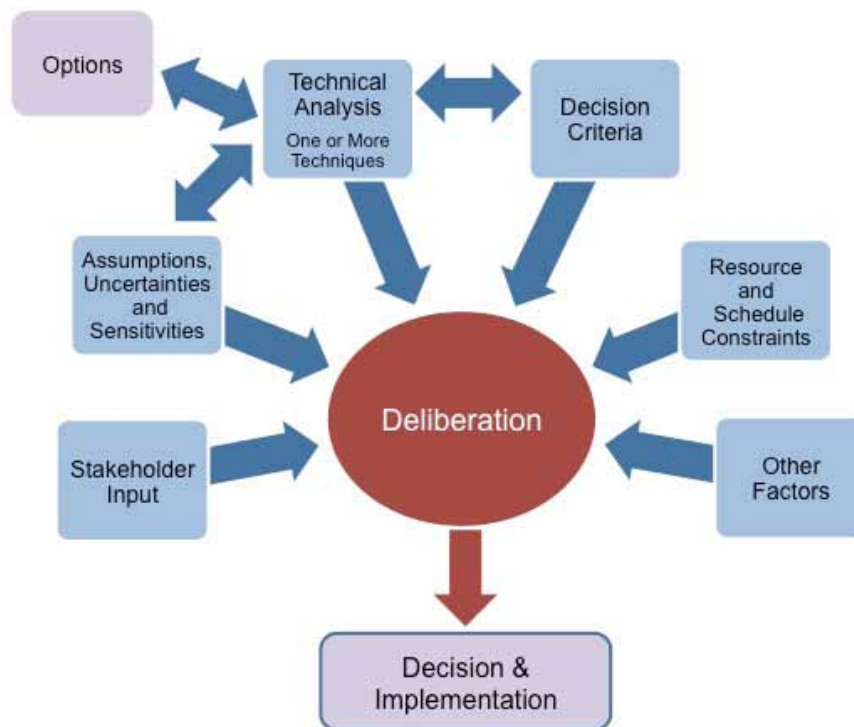 Options
Technical
Analysis
One or More
Techniques
Decision
Criteria
Assumptions,
Uncertainties
and
Sensitivities
Resource
and
Schedule
Constraints
Deliberation
Stakeholder
Input
Other
Factors
Decision &
Implementation